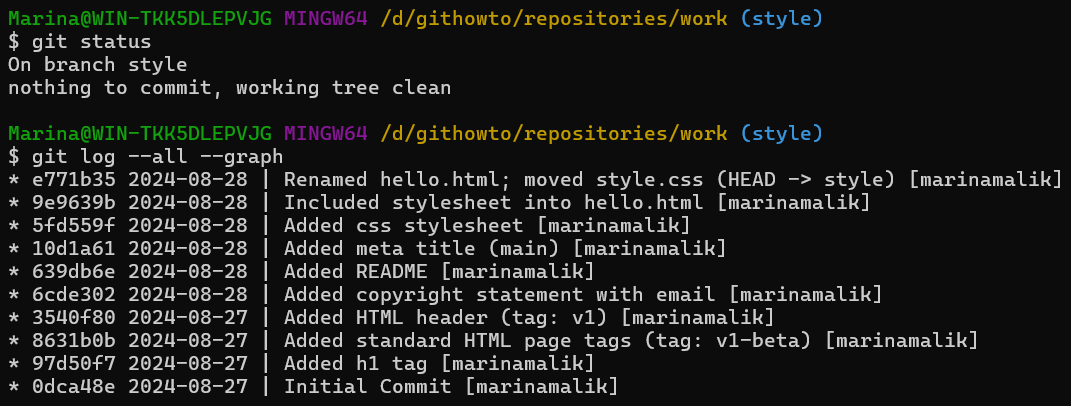 Marina@WIN-TKK5DLEPVJG MINGW64 /d/githowto/repositories/work (style)
$ git status
On branch style
nothing to commit, working tree clean
Marina@WIN-TKK5DLEPVJG MINGW64 /d/githowto/repositories/work (style)
$ git log --all --graph
* e771b35 2024-08-28 | Renamed hello.html; moved style.css (HEAD -> style) [marinamalik]
* 9e9639b 2024-08-28 | Included stylesheet into hello.html [marinamalik]
* 5fd559f 2024-08-28 | Added css stylesheet [marinamalik]
* 10d1a61 2024-08-28 | Added meta title (main) [marinamalik]
* 639db6e 2024-08-28 | Added README [marinamalik]
* 6cde302 2024-08-28 | Added copyright statement with email [marinamalik]
* 3540f80 2024-08-27 | Added HTML header (tag: v1) [marinamalik]
* 8631b0b 2024-08-27 | Added standard HTML page tags (tag: v1-beta) [marinamalik]
* 97d50f7 2024-08-27 | Added h1 tag [marinamalik]
* 0dca48e 2024-08-27 | Initial Commit [marinamalik]